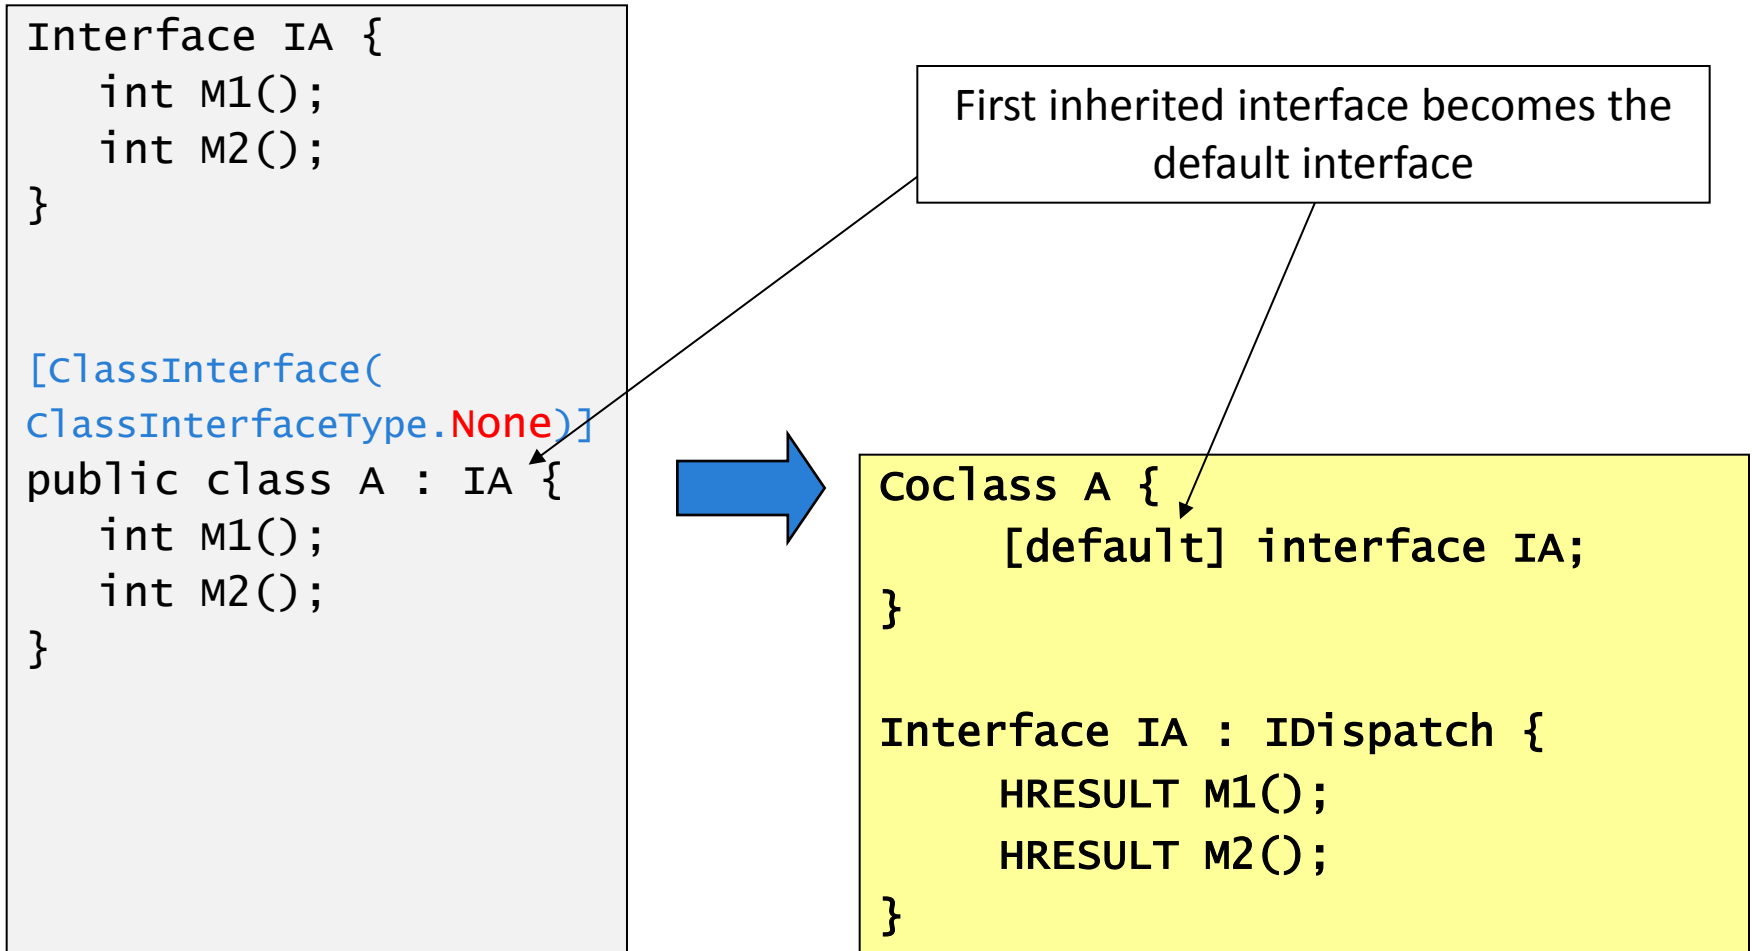 Interface IA {
int M1();
int M2();
}
[ClassInterface(
ClassInterfaceType.None)]
public class A : IA {
int M1();
int M2();
}
First inherited interface becomes the
default interface
Coclass A {
[default] interface IA;
}
Interface IA : IDispatch {
HRESULT M1();
HRESULT M2();
}